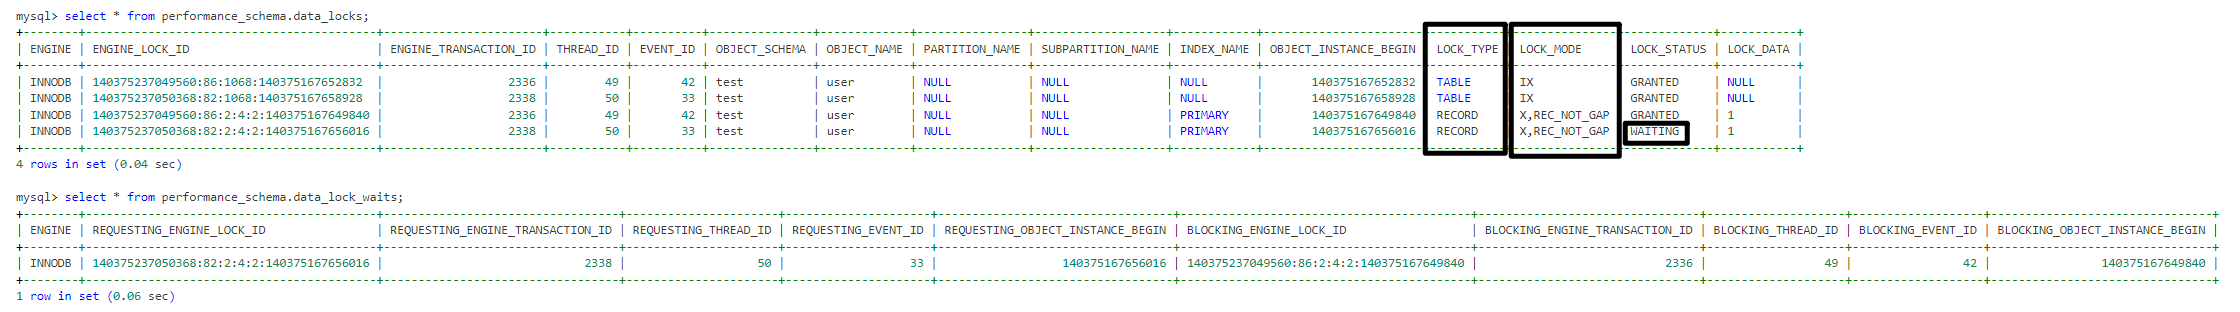 mysql> select * from performance_schema.data_locks;
+--------+---------------------------------------+-----------------------+-----------+----------+---------------+-------------+----------------+-------------------+------------+-----------------------+-----------+---------------+-------------+-----------+
| ENGINE | ENGINE_LOCK_ID | ENGINE_TRANSACTION_ID | THREAD_ID | EVENT_ID | OBJECT_SCHEMA | OBJECT_NAME | PARTITION_NAME | SUBPARTITION_NAME | INDEX_NAME | OBJECT_INSTANCE_BEGIN | LOCK_TYPE | LOCK_MODE | LOCK_STATUS | LOCK_DATA |
+--------+---------------------------------------+-----------------------+-----------+----------+---------------+-------------+----------------+-------------------+------------+-----------------------+-----------+---------------+-------------+-----------+
| INNODB | 140375237049560:86:1068:140375167652832 | 2336 | 49 | 42 | test | user | NULL | NULL | NULL | 140375167652832 | TABLE | IX | GRANTED | NULL |
| INNODB | 140375237050368:82:1068:140375167658928 | 2338 | 50 | 33 | test | user | NULL | NULL | NULL | 140375167658928 | TABLE | IX | GRANTED | NULL |
| INNODB | 140375237049560:86:2:4:2:140375167649840 | 2336 | 49 | 42 | test | user | NULL | NULL | PRIMARY | 140375167649840 | RECORD | X,REC_NOT_GAP | GRANTED | 1 |
| INNODB | 140375237050368:82:2:4:2:140375167656016 | 2338 | 50 | 33 | test | user | NULL | NULL | PRIMARY | 140375167656016 | RECORD | X,REC_NOT_GAP | WAITING | 1 |
+--------+---------------------------------------+-----------------------+-----------+----------+---------------+-------------+----------------+-------------------+------------+-----------------------+-----------+---------------+-------------+-----------+
4 rows in set (0.04 sec)
mysql> select * from performance_schema.data_lock_waits;
+--------+---------------------------------------+----------------------------------+----------------------+---------------------+----------------------------------+---------------------------------------+--------------------------------+--------------------+-------------------+--------------------------------+
| ENGINE | REQUESTING_ENGINE_LOCK_ID | REQUESTING_ENGINE_TRANSACTION_ID | REQUESTING_THREAD_ID | REQUESTING_EVENT_ID | REQUESTING_OBJECT_INSTANCE_BEGIN | BLOCKING_ENGINE_LOCK_ID | BLOCKING_ENGINE_TRANSACTION_ID | BLOCKING_THREAD_ID | BLOCKING_EVENT_ID | BLOCKING_OBJECT_INSTANCE_BEGIN |
+--------+---------------------------------------+----------------------------------+----------------------+---------------------+----------------------------------+---------------------------------------+--------------------------------+--------------------+-------------------+--------------------------------+
| INNODB | 140375237050368:82:2:4:2:140375167656016 | 2338 | 50 | 33 | 140375167656016 | 140375237049560:86:2:4:2:140375167649840 | 2336 | 49 | 42 | 140375167649840 |
+--------+---------------------------------------+----------------------------------+----------------------+---------------------+----------------------------------+---------------------------------------+--------------------------------+--------------------+-------------------+--------------------------------+
1 row in set (0.06 sec)